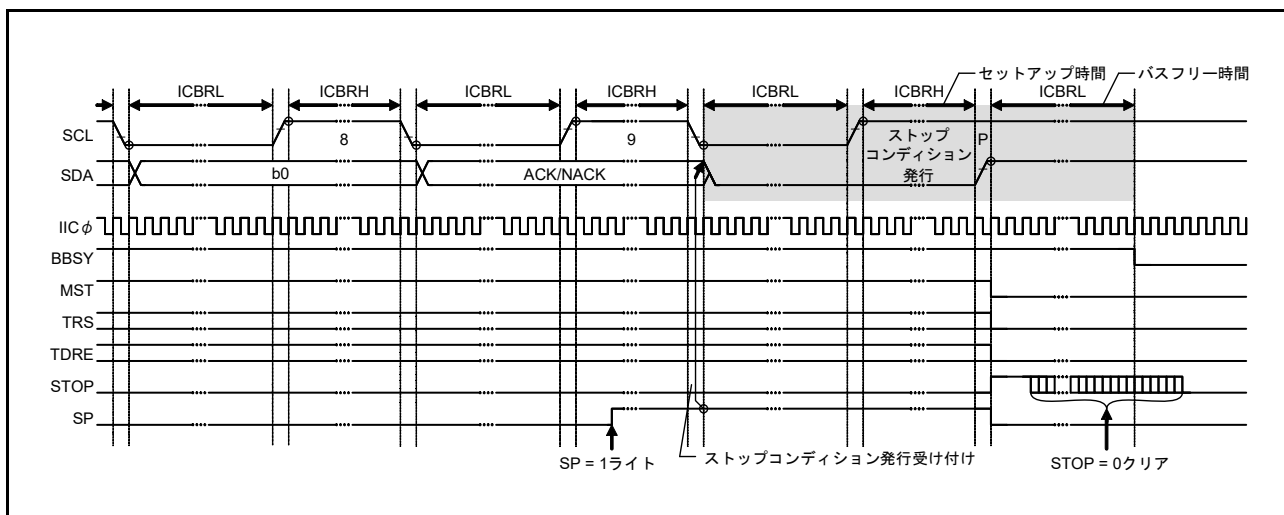 セットアップ時間
バスフリー時間
ICBRL ICBRH ICBRL ICBRH ICBRL ICBRH ICBRL
SCL 8 9 ストップ P
コンディション
発行
SDA b0 ACK/NACK
IICφ
BBSY
MST
TRS
TDRE
STOP
SP
SP = 1ライト
ストップコンディション発行受け付け
STOP = 0クリア